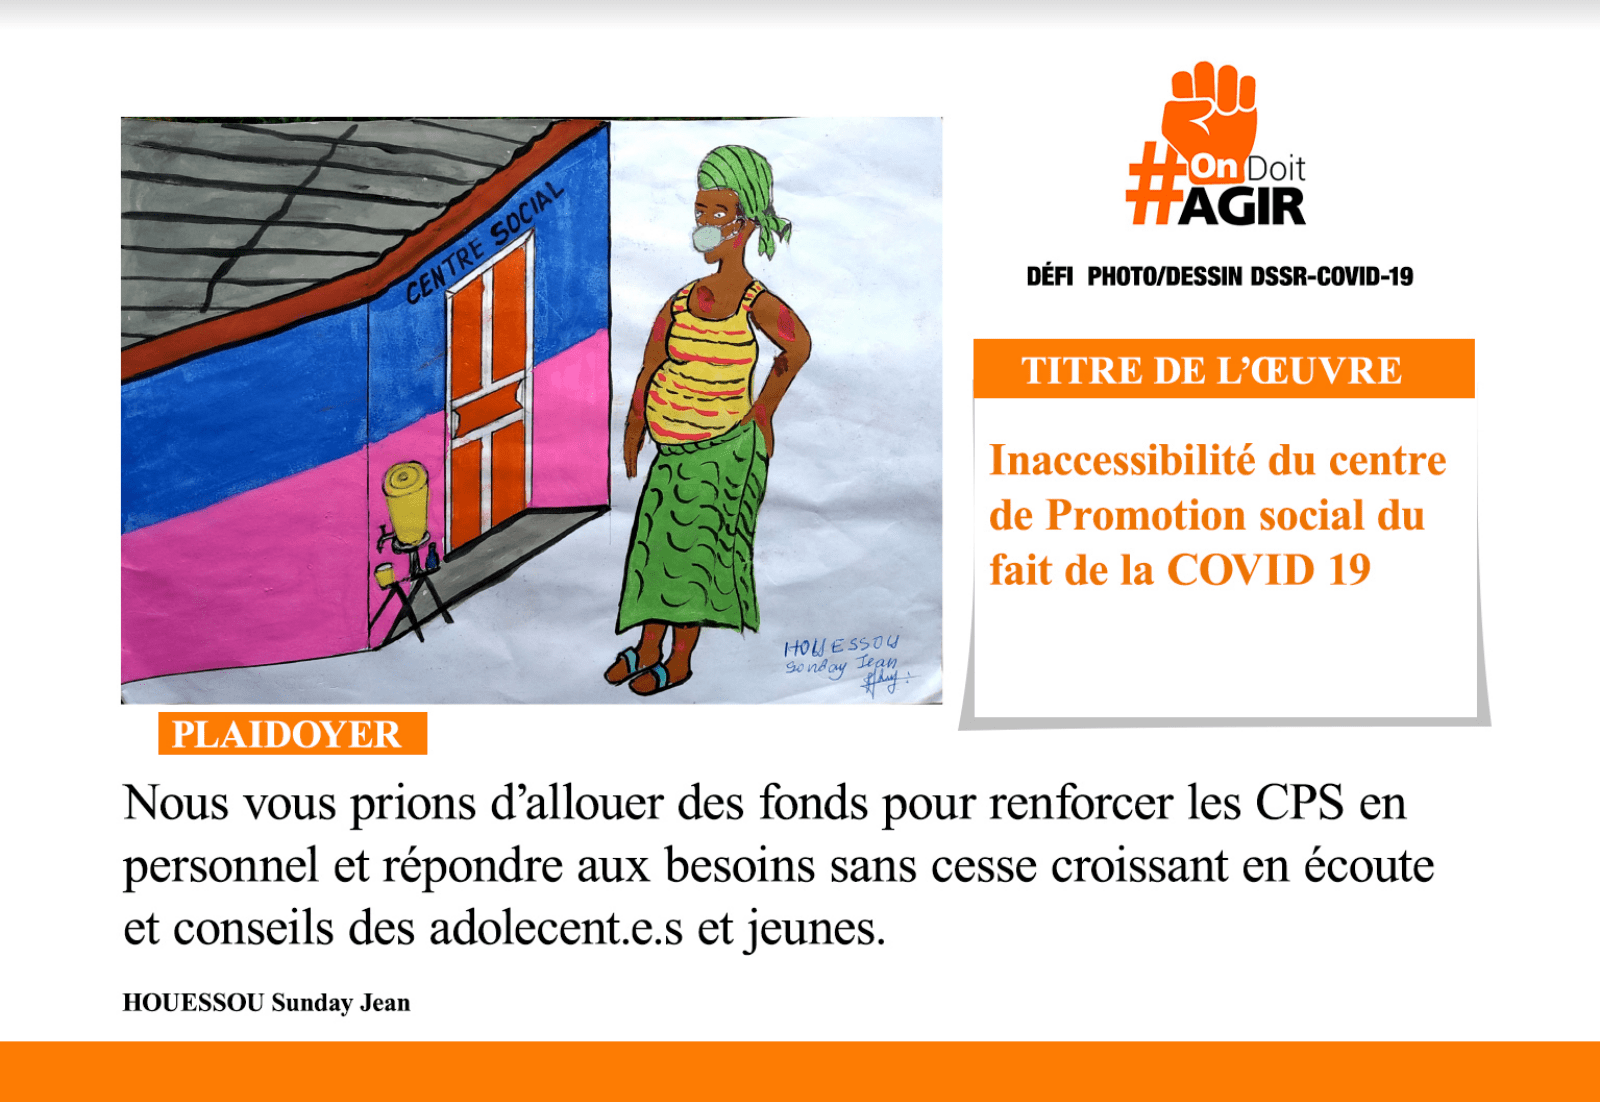 #On Doit
AGIR
DÉFI PHOTO/DESSIN DSSR-COVID-19
TITRE DE L’ŒUVRE
Inaccessibilité du centre
de Promotion social du
fait de la COVID 19
CENTRE SOCIAL
HOUESSOU
Sunday Jean
PLAIDOYER
Nous vous prions d’allouer des fonds pour renforcer les CPS en
personnel et répondre aux besoins sans cesse croissant en écoute
et conseils des adolecent.e.s et jeunes.
HOUESSOU Sunday Jean